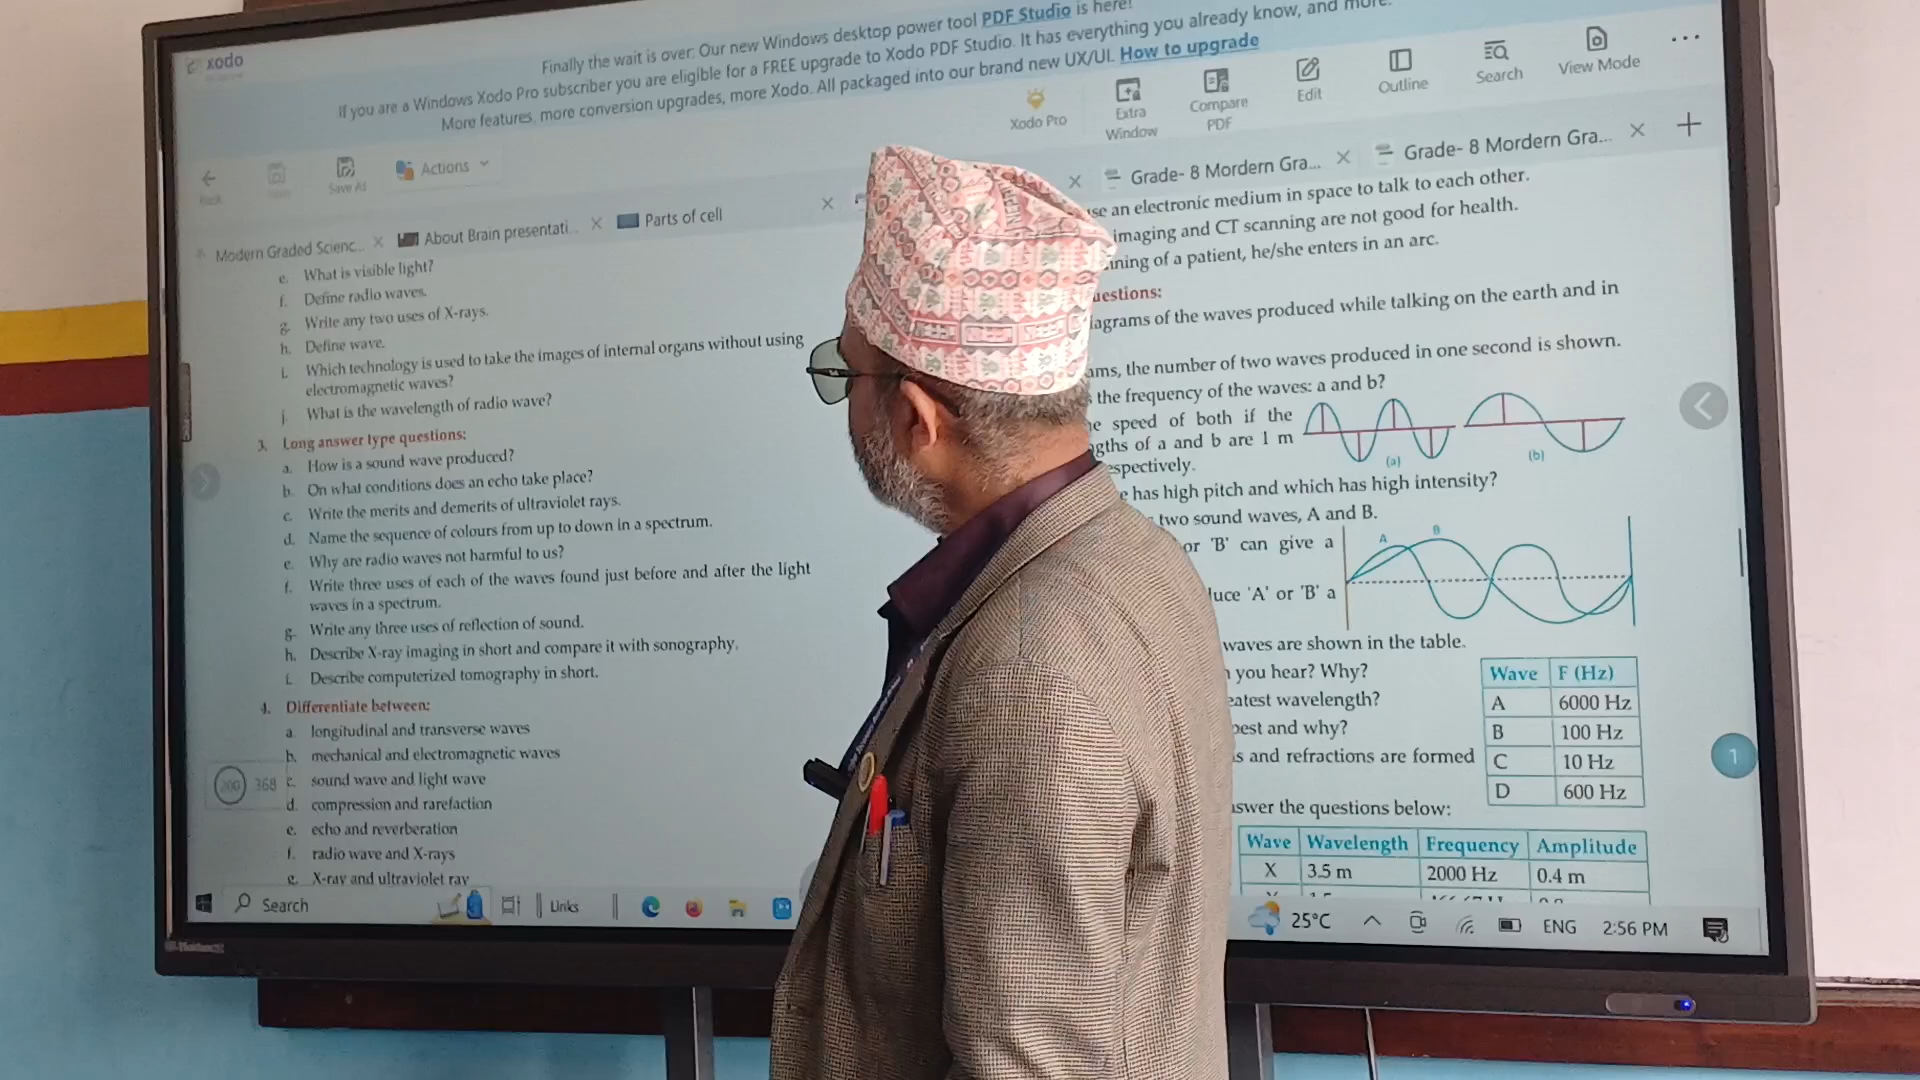 xodo
Finally the wait is over. Our new Windows desktop power tool PDF Studio is here!
If you are a Windows Xodo Pro subscriber you are eligible for a FREE upgrade to Xodo PDF Studio. It has everything you already know, and more.
More features, more conversion upgrades, more Xodo. All packaged into our brand new UX/UI. How to upgrade
Back
Save As
Actions
Xodo Pro
Extra Window
Compare PDF
Edit
Outline
Search
View Mode
Modern Graded Scienc...
About Brain presentati...
Parts of cell
Grade- 8 Mordern Gra...
Grade- 8 Mordern Gra...
e. What is visible light?
f. Define radio waves.
g. Write any two uses of X-rays.
h. Define wave.
i. Which technology is used to take the images of internal organs without using
electromagnetic waves?
j. What is the wavelength of radio wave?
3. Long answer type questions:
a. How is a sound wave produced?
b. On what conditions does an echo take place?
c. Write the merits and demerits of ultraviolet rays.
d. Name the sequence of colours from up to down in a spectrum.
e. Why are radio waves not harmful to us?
f. Write three uses of each of the waves found just before and after the light
waves in a spectrum.
g. Write any three uses of reflection of sound.
h. Describe X-ray imaging in short and compare it with sonography.
i. Describe computerized tomography in short.
4. Differentiate between:
a. longitudinal and transverse waves
b. mechanical and electromagnetic waves
c. sound wave and light wave
d. compression and rarefaction
e. echo and reverberation
f. radio wave and X-rays
g. X-ray and ultraviolet ray
200 368
an electronic medium in space to talk to each other.
imaging and CT scanning are not good for health.
of a patient, he/she enters in an arc.
of the waves produced while talking on the earth and in
the number of two waves produced in one second is shown.
the frequency of the waves: a and b?
speed of both if the
of a and b are 1 m
(a) (b)
has high pitch and which has high intensity?
two sound waves, A and B.
or 'B' can give a
'A' or 'B' a
A B
waves are shown in the table.
you hear? Why?
wavelength?
and why?
and refractions are formed
Wave F (Hz)
A 6000 Hz
B 100 Hz
C 10 Hz
D 600 Hz
the questions below:
Wave Wavelength Frequency Amplitude
X 3.5 m 2000 Hz 0.4 m
1
Search
Links
25°C
ENG
2:56 PM